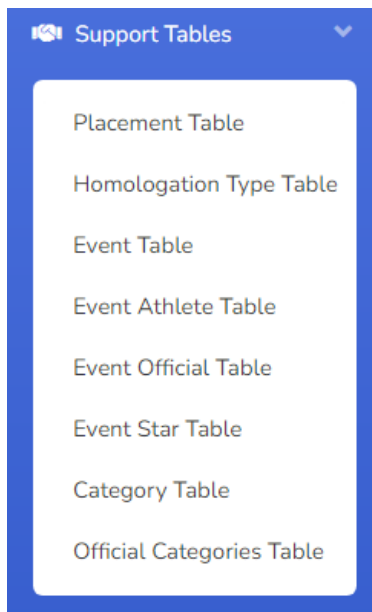 Support Tables
Placement Table
Homologation Type Table
Event Table
Event Athlete Table
Event Official Table
Event Star Table
Category Table
Official Categories Table